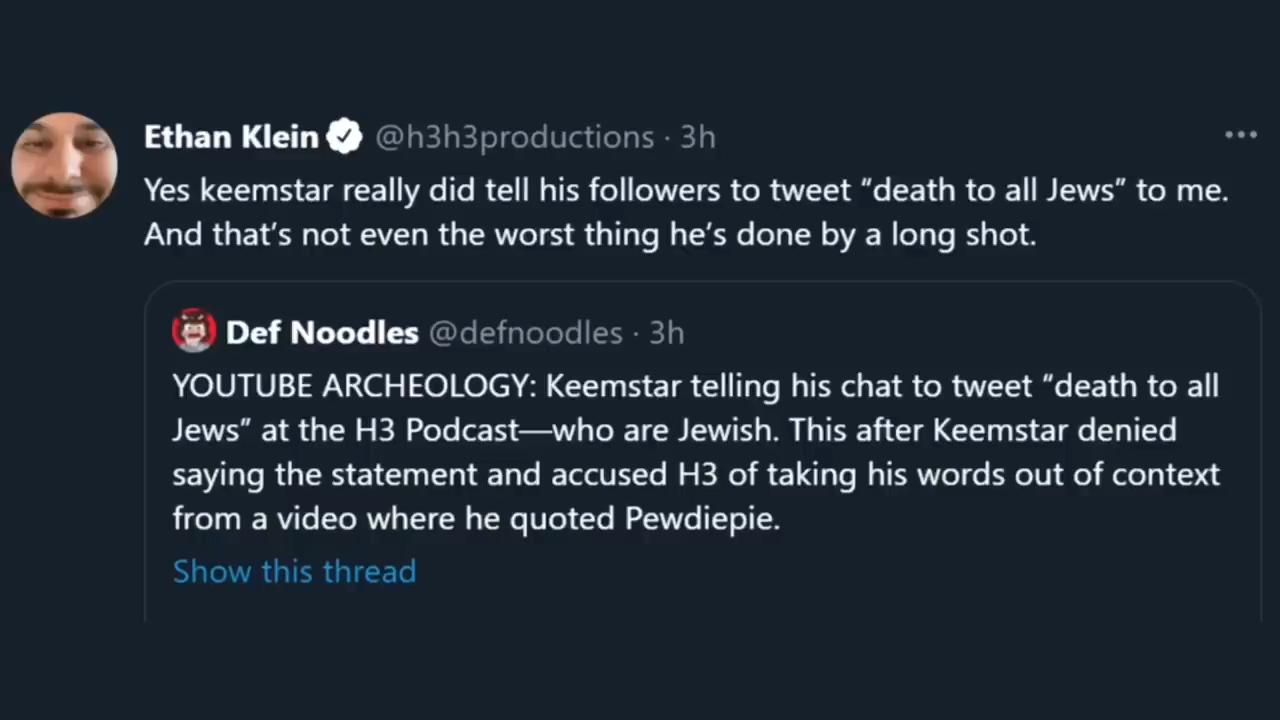 Ethan Klein @h3h3productions · 3h
Yes keemstar really did tell his followers to tweet “death to all Jews” to me.
And that’s not even the worst thing he’s done by a long shot.
Def Noodles @defnoodles · 3h
YOUTUBE ARCHEOLOGY: Keemstar telling his chat to tweet “death to all
Jews” at the H3 Podcast—who are Jewish. This after Keemstar denied
saying the statement and accused H3 of taking his words out of context
from a video where he quoted Pewdiepie.
Show this thread